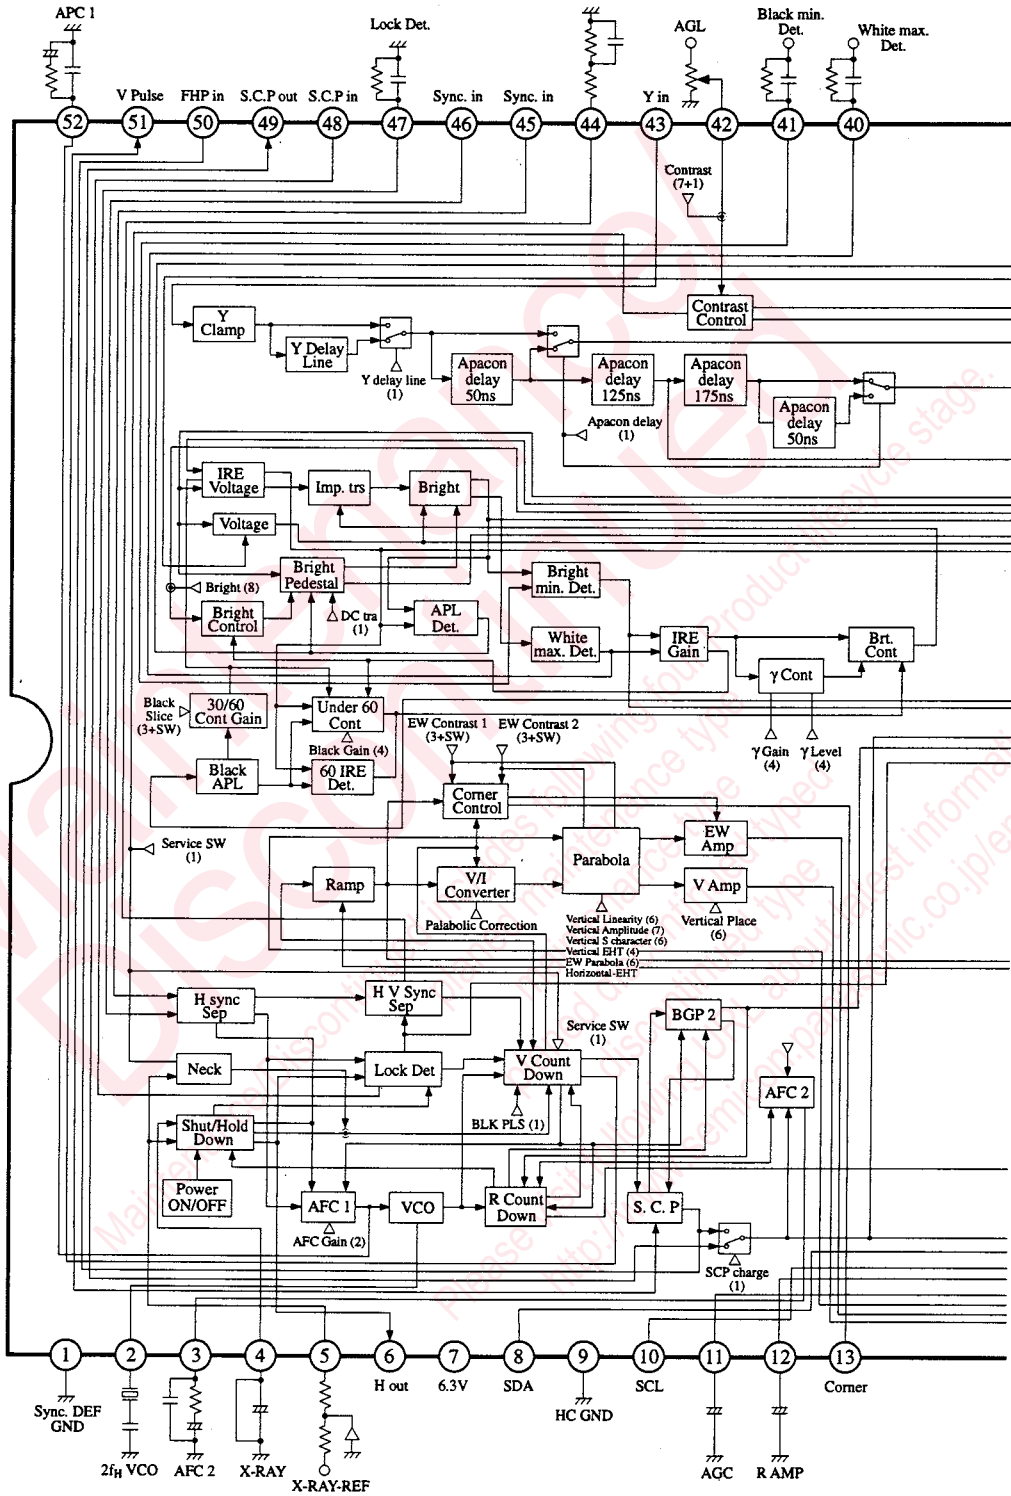 APC 1
Lock Det.
AGL
Black min.
Det.
White max.
Det.
V Pulse
FHP in
S.C.P out
S.C.P in
Sync. in
Sync. in
Y in
52
51
50
49
48
47
46
45
44
43
42
41
40
Contrast
(7+1)
Contrast
Control
Y
Clamp
Y Delay
Line
Y delay line
(1)
Apacon
delay
50ns
Apacon
delay
125ns
Apacon
delay
175ns
Apacon
delay
50ns
Apacon delay
(1)
IRE
Voltage
Imp. trs
Bright
Voltage
Bright
Pedestal
Bright (8)
Bright
Control
DC tra
(1)
APL
Det.
Bright
min. Det.
White
max. Det.
IRE
Gain
Brt.
Cont
γ Cont
γ Gain
(4)
γ Level
(4)
Black
Slice
(3+SW)
30/60
Cont Gain
Under 60
Cont
Black Gain (4)
EW Contrast 1
(3+SW)
EW Contrast 2
(3+SW)
Black
APL
60 IRE
Det.
Corner
Control
Service SW
(1)
Parabola
EW
Amp
Ramp
V/I
Converter
V Amp
Palabolic Correction
Vertical Linearity (6)
Vertical Amplitude (7)
Vertical S character (6)
Vertical EHT (4)
EW Parabola (6)
Horizontal-EHT
Vertical Place
(6)
H sync
Sep
H V Sync
Sep
Service SW
(1)
BGP 2
Neck
Lock Det
V Count
Down
AFC 2
BLK PLS (1)
Shut/Hold
Down
Power
ON/OFF
AFC 1
VCO
R Count
Down
S. C. P
AFC Gain (2)
SCP charge
(1)
1
2
3
4
5
6
7
8
9
10
11
12
13
Sync. DEF
GND
H out
6.3V
SDA
HC GND
SCL
Corner
2fH VCO
AFC 2
X-RAY
X-RAY-REF
AGC
R AMP
Maintenance/
Discontinued